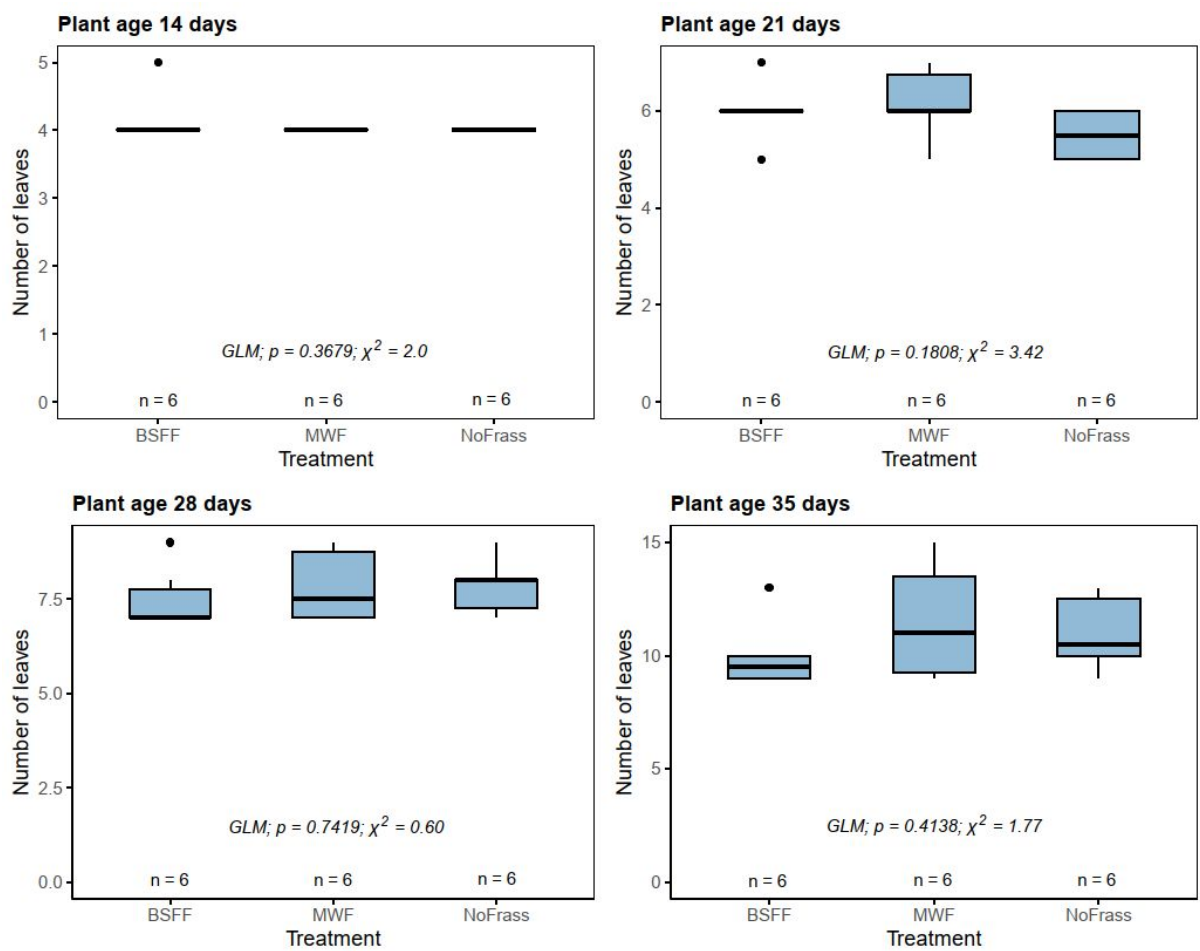 Plant age 14 days
Number of leaves
5
4
3
2
1
0
GLM; p = 0.3679; χ² = 2.0
n = 6
n = 6
n = 6
BSFF
MWF
NoFrass
Treatment
Plant age 21 days
Number of leaves
6
4
2
0
GLM; p = 0.1808; χ² = 3.42
n = 6
n = 6
n = 6
BSFF
MWF
NoFrass
Treatment
Plant age 28 days
Number of leaves
7.5
5.0
2.5
0.0
GLM; p = 0.7419; χ² = 0.60
n = 6
n = 6
n = 6
BSFF
MWF
NoFrass
Treatment
Plant age 35 days
Number of leaves
15
10
5
0
GLM; p = 0.4138; χ² = 1.77
n = 6
n = 6
n = 6
BSFF
MWF
NoFrass
Treatment